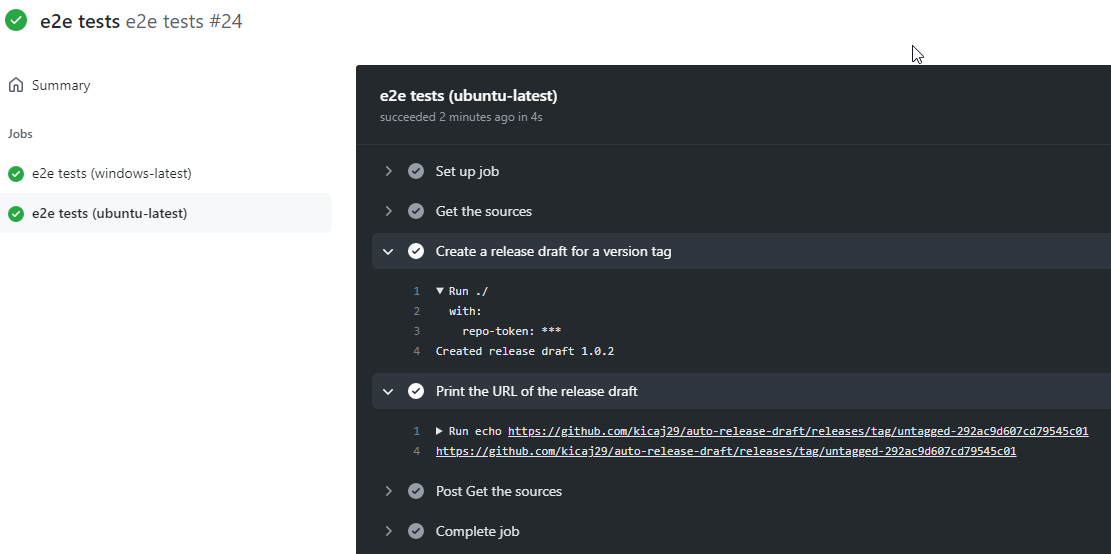 e2e tests e2e tests #24
Summary
Jobs
e2e tests (windows-latest)
e2e tests (ubuntu-latest)
e2e tests (ubuntu-latest)
succeeded 2 minutes ago in 4s
Set up job
Get the sources
Create a release draft for a version tag
1 Run ./
2 with:
3 repo-token: ***
4 Created release draft 1.0.2
Print the URL of the release draft
1 Run echo https://github.com/kicaj29/auto-release-draft/releases/tag/untagged-292ac9d607cd79545c01
4 https://github.com/kicaj29/auto-release-draft/releases/tag/untagged-292ac9d607cd79545c01
Post Get the sources
Complete job